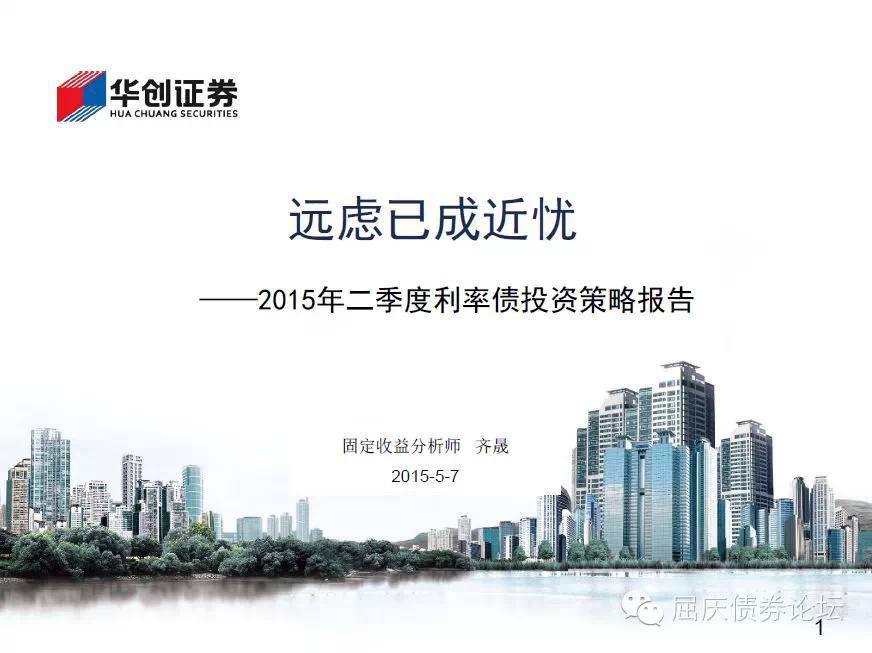 华创证券
HUA CHUANG SECURITIES
远虑已成近忧
——2015年二季度利率债投资策略报告
固定收益分析师 齐晟
2015-5-7
屈庆债券论坛
1